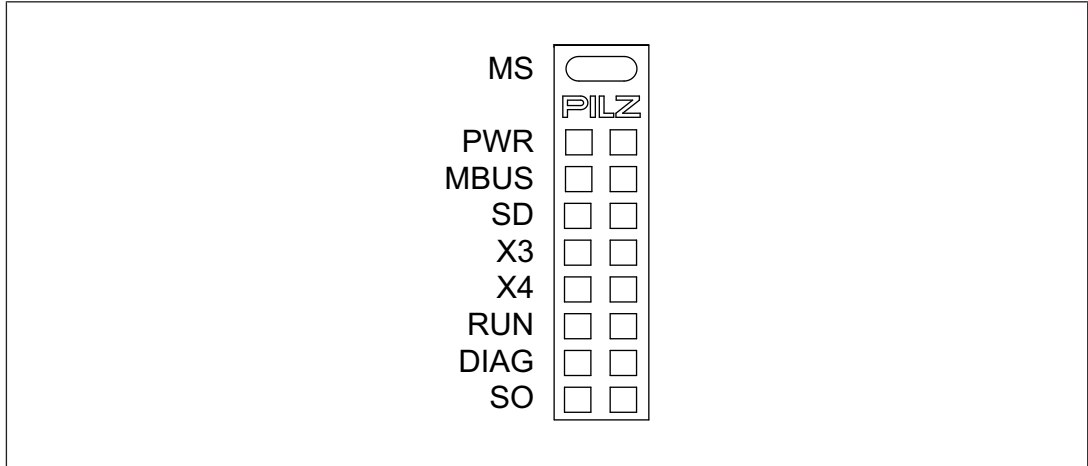 MS
PILZ
PWR
MBUS
SD
X3
X4
RUN
DIAG
SO